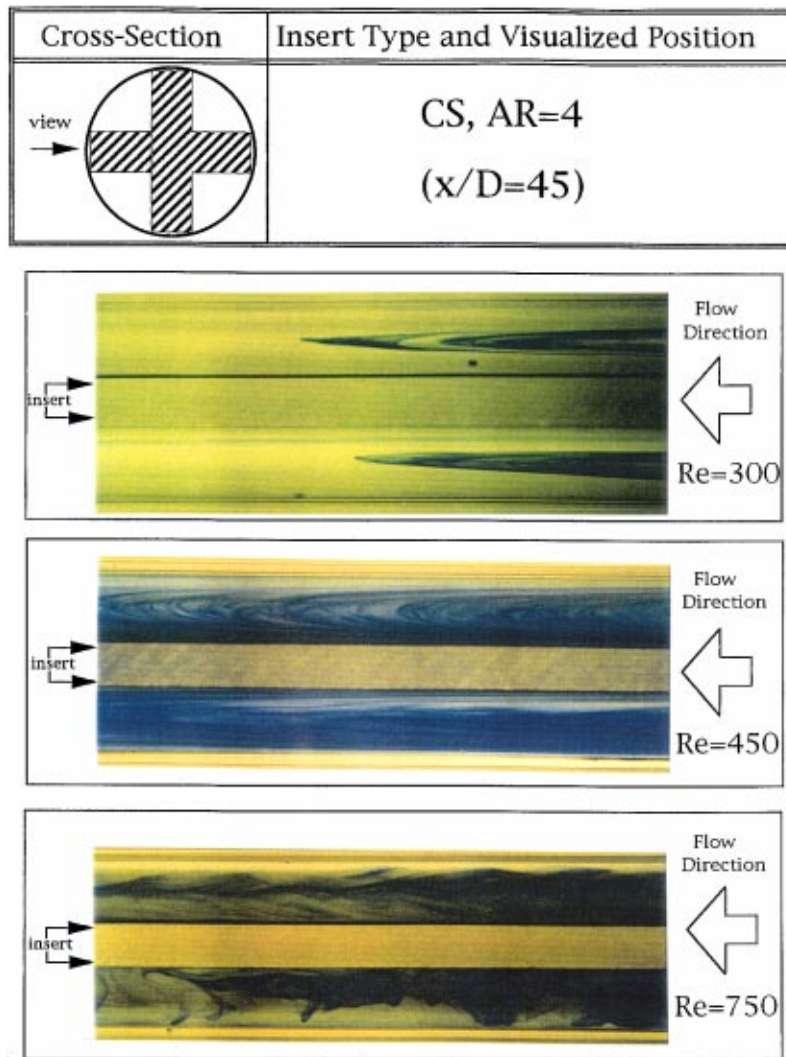 Cross-Section
Insert Type and Visualized Position
view
CS, AR=4
(x/D=45)
Flow
Direction
insert
Re=300
Flow
Direction
insert
Re=450
Flow
Direction
insert
Re=750